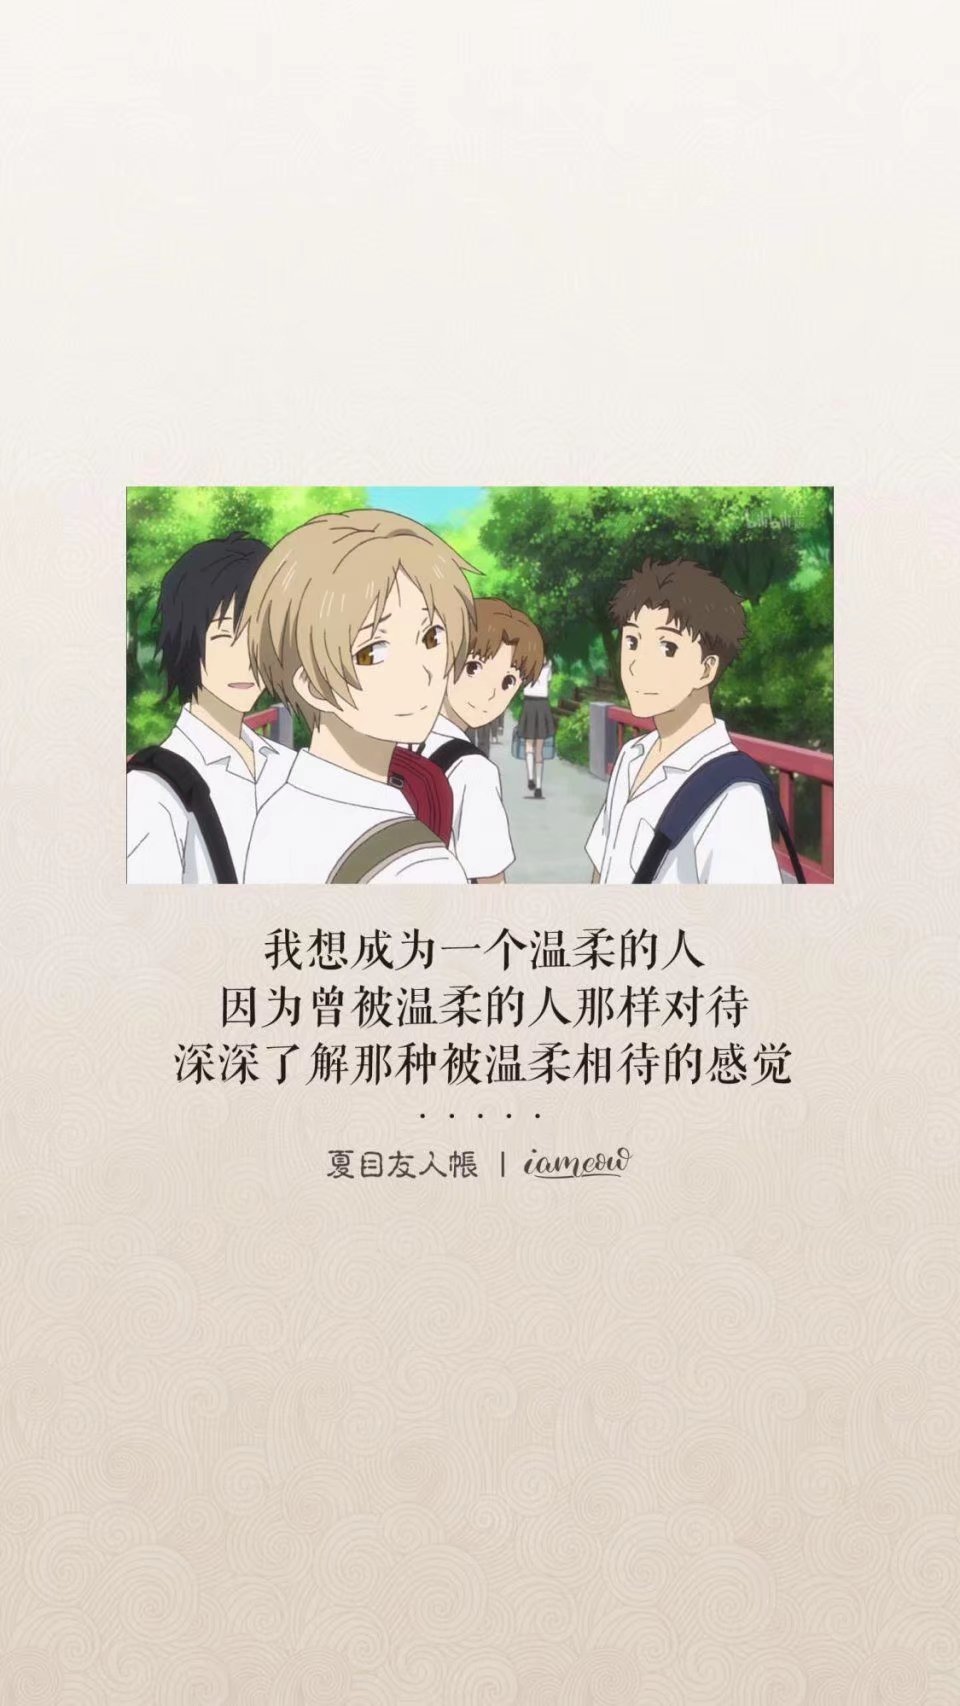 bilibili
我想成为一个温柔的人
因为曾被温柔的人那样对待
深深了解那种被温柔相待的感觉
·····
夏目友人帳 | iameow